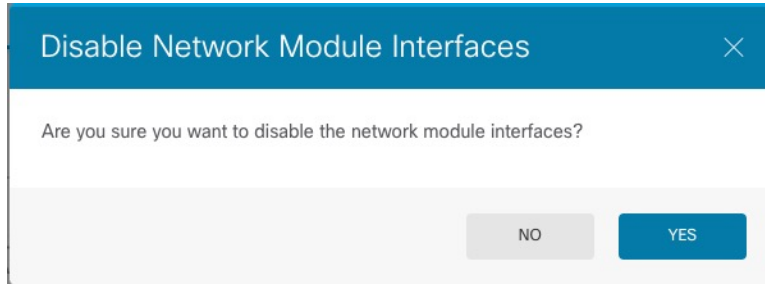 Disable Network Module Interfaces
Are you sure you want to disable the network module interfaces?
NO
YES